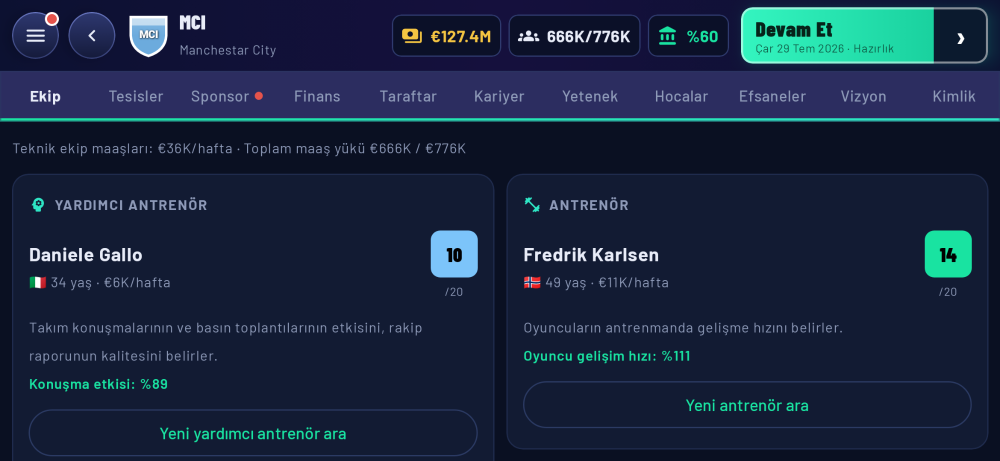 MCI
MCI
Manchestar City
€127.4M
666K/776K
%60
Devam Et
Çar 29 Tem 2026 · Hazırlık
Ekip
Tesisler
Sponsor
Finans
Taraftar
Kariyer
Yetenek
Hocalar
Efsaneler
Vizyon
Kimlik
Teknik ekip maaşları: €36K/hafta · Toplam maaş yükü €666K / €776K
YARDIMCI ANTRENÖR
Daniele Gallo
34 yaş · €6K/hafta
10
/20
Takım konuşmalarının ve basın toplantılarının etkisini, rakip
raporunun kalitesini belirler.
Konuşma etkisi: %89
Yeni yardımcı antrenör ara
ANTRENÖR
Fredrik Karlsen
49 yaş · €11K/hafta
14
/20
Oyuncuların antrenmanda gelişme hızını belirler.
Oyuncu gelişim hızı: %111
Yeni antrenör ara